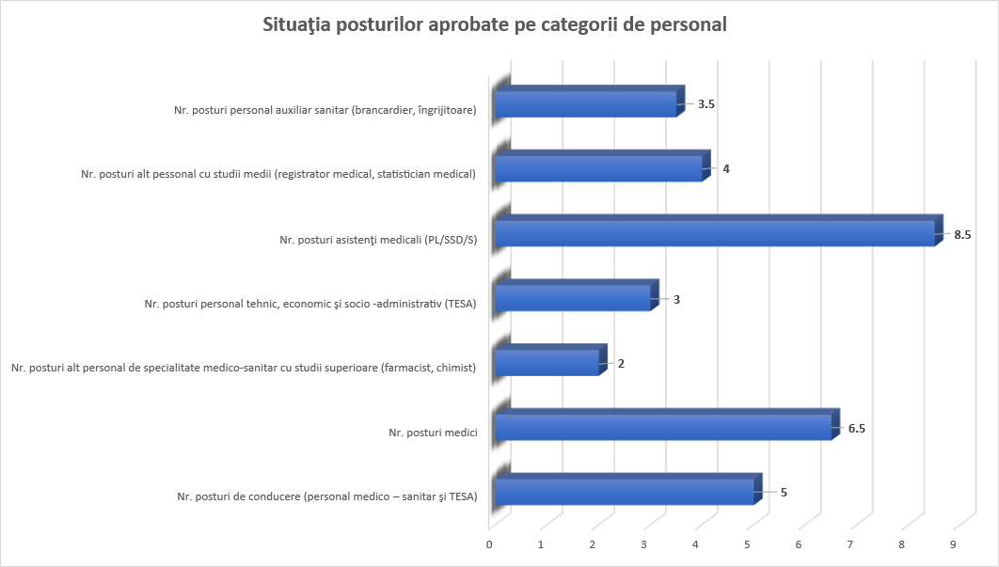 Situaţia posturilor aprobate pe categorii de personal
Nr. posturi personal auxiliar sanitar (brancardier, îngrijitoare)
3.5
Nr. posturi alt pessonal cu studii medii (registrator medical, statistician medical)
4
Nr. posturi asistenţi medicali (PL/SSD/S)
8.5
Nr. posturi personal tehnic, economic şi socio -administrativ (TESA)
3
Nr. posturi alt personal de specialitate medico-sanitar cu studii superioare (farmacist, chimist)
2
Nr. posturi medici
6.5
Nr. posturi de conducere (personal medico – sanitar şi TESA)
5
0 1 2 3 4 5 6 7 8 9